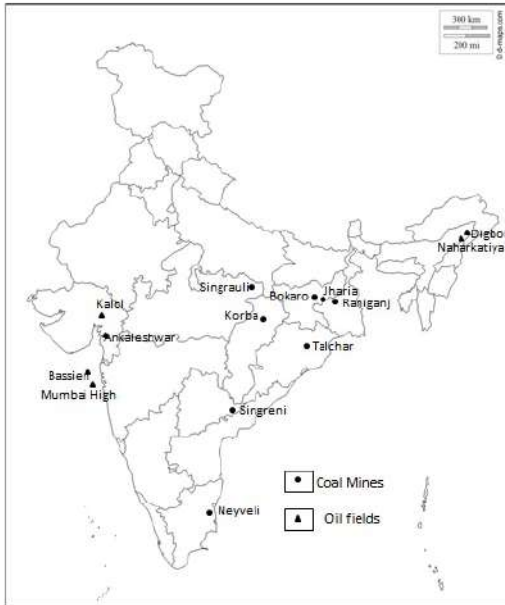 300 km
200 mi
© d-maps.com
Digboi
Naharkatiya
Singrauli
Bokaro
Jharia
Raniganj
Kalol
Korba
Ankaleshwar
Talchar
Bassien
Mumbai High
Singreni
Coal Mines
Neyveli
Oil fields